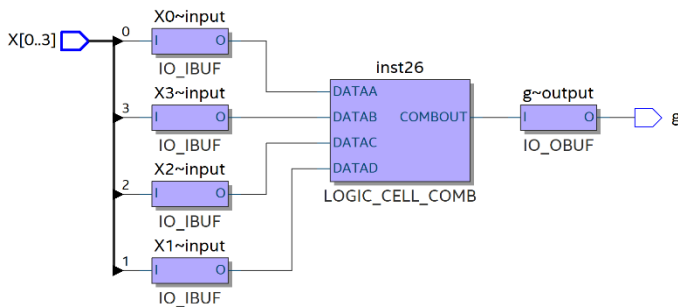 X[0..3]
0
X0~input
I O
IO_IBUF
3
X3~input
I O
IO_IBUF
2
X2~input
I O
IO_IBUF
1
X1~input
I O
IO_IBUF
inst26
DATAA
DATAB COMBOUT
DATAC
DATAD
LOGIC_CELL_COMB
g~output
I O
IO_OBUF
g